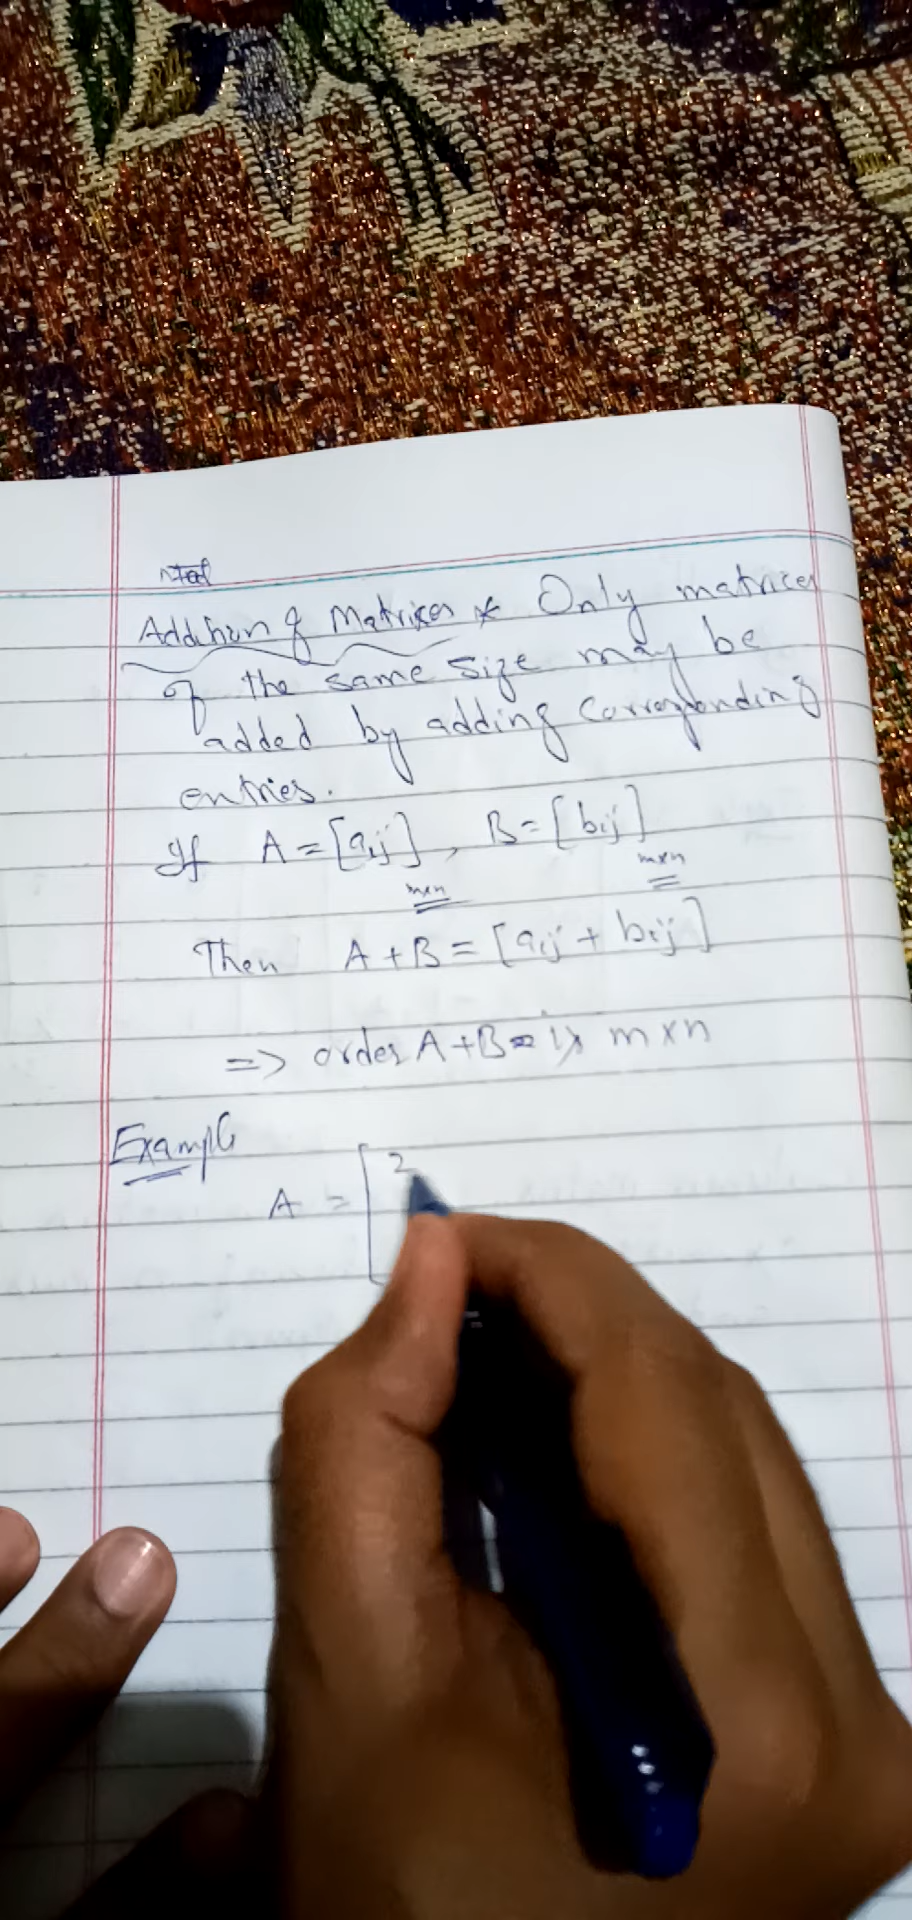 Addition of Matrices * Only matrices
of the same size may be
added by adding corresponding
entries.
If A = [aij] , B = [bij]
m×n m×n
Then A + B = [aij + bij]
=> order A + B is m×n
Example
A = [ 2